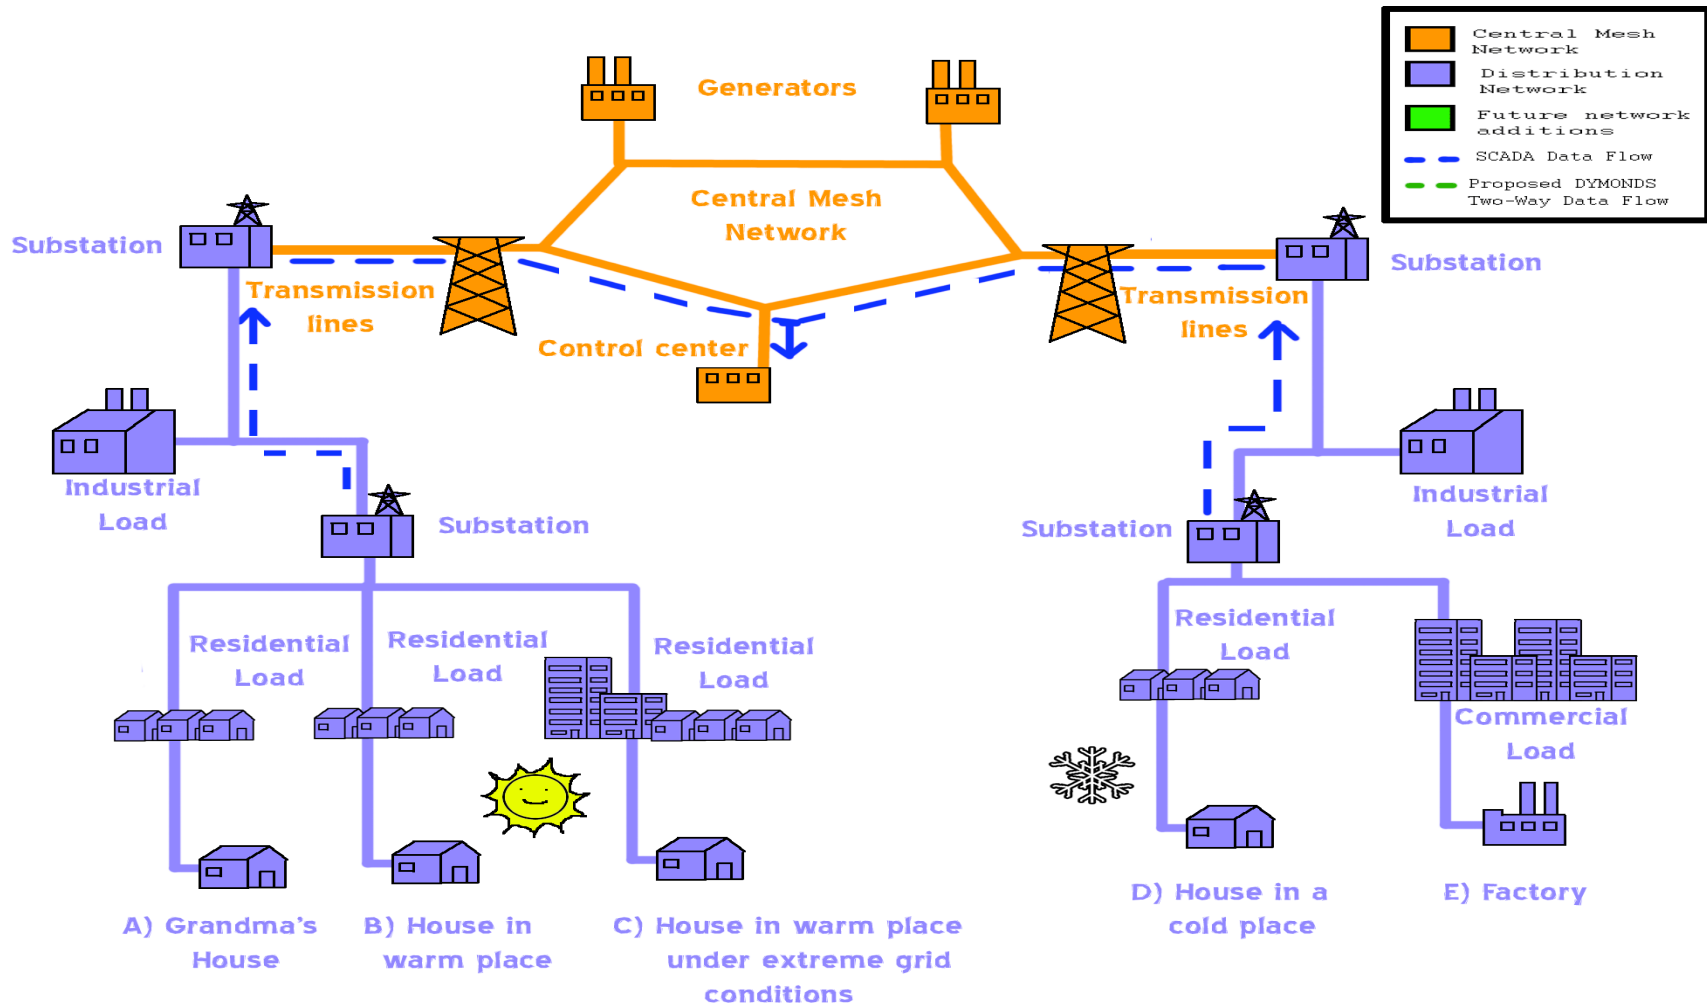 Generators
Central Mesh
Network
Central Mesh
Network
Distribution
Network
Future network
additions
SCADA Data Flow
Proposed DYMONDS
Two-Way Data Flow
Substation
Substation
Transmission
lines
Transmission
lines
Control center
Industrial
Load
Substation
Substation
Industrial
Load
Residential
Load
Residential
Load
Residential
Load
Residential
Load
Commercial
Load
A) Grandma's
House
B) House in
warm place
C) House in warm place
under extreme grid
conditions
D) House in a
cold place
E) Factory